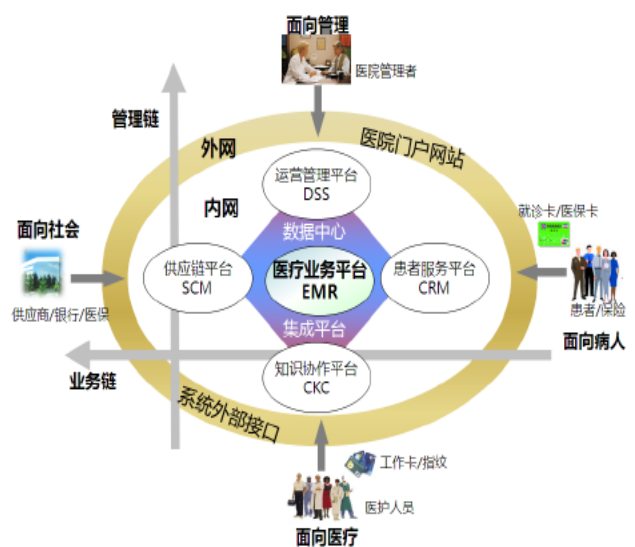 面向管理
医院管理者
管理链
外网
医院门户网站
运营管理平台
DSS
内网
就诊卡/医保卡
面向社会
数据中心
供应链平台
SCM
医疗业务平台
EMR
患者服务平台
CRM
供应商/银行/医保
患者/保险
集成平台
面向病人
知识协作平台
CKC
业务链
系统外部接口
工作卡/指纹
医护人员
面向医疗